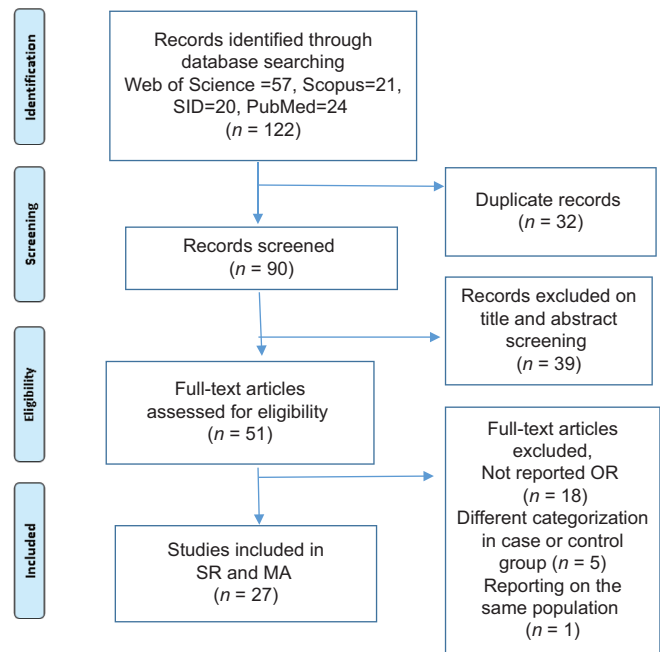 Identification
Records identified through
database searching
Web of Science =57, Scopus=21,
SID=20, PubMed=24
(n = 122)
Screening
Duplicate records
(n = 32)
Records screened
(n = 90)
Records excluded on
title and abstract
screening
(n = 39)
Eligibility
Full-text articles
assessed for eligibility
(n = 51)
Full-text articles
excluded,
Not reported OR
(n = 18)
Different categorization
in case or control
group (n = 5)
Reporting on the
same population
(n = 1)
Included
Studies included in
SR and MA
(n = 27)